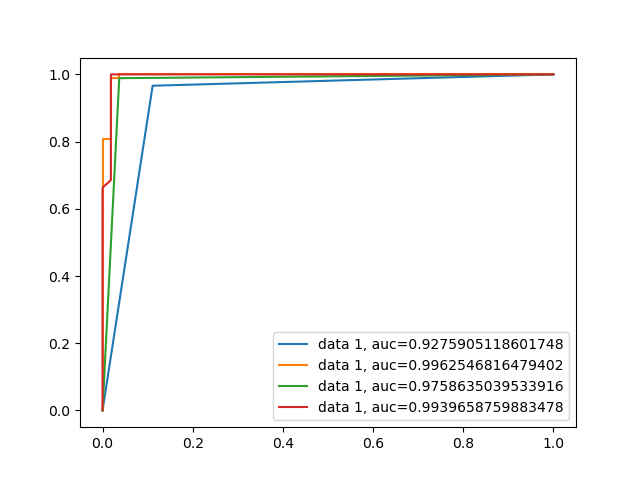 1.0
0.8
0.6
0.4
0.2
0.0
data 1, auc=0.9275905118601748
data 1, auc=0.9962546816479402
data 1, auc=0.9758635039533916
data 1, auc=0.9939658759883478
0.0 0.2 0.4 0.6 0.8 1.0